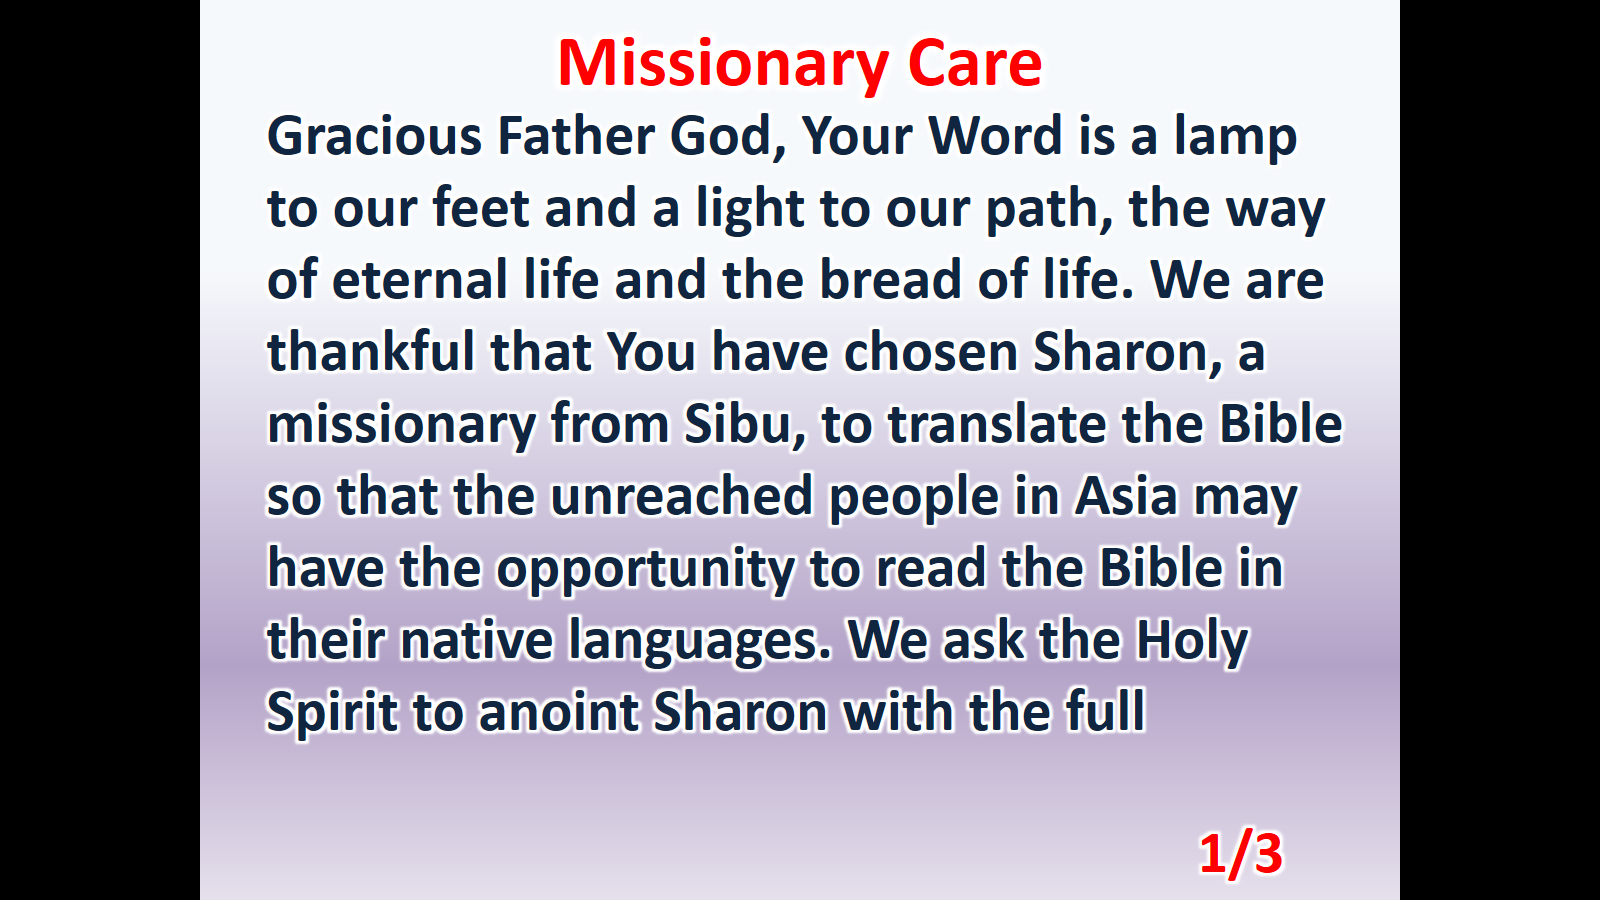 Missionary Care
Gracious Father God, Your Word is a lamp
to our feet and a light to our path, the way
of eternal life and the bread of life. We are
thankful that You have chosen Sharon, a
missionary from Sibu, to translate the Bible
so that the unreached people in Asia may
have the opportunity to read the Bible in
their native languages. We ask the Holy
Spirit to anoint Sharon with the full
1/3